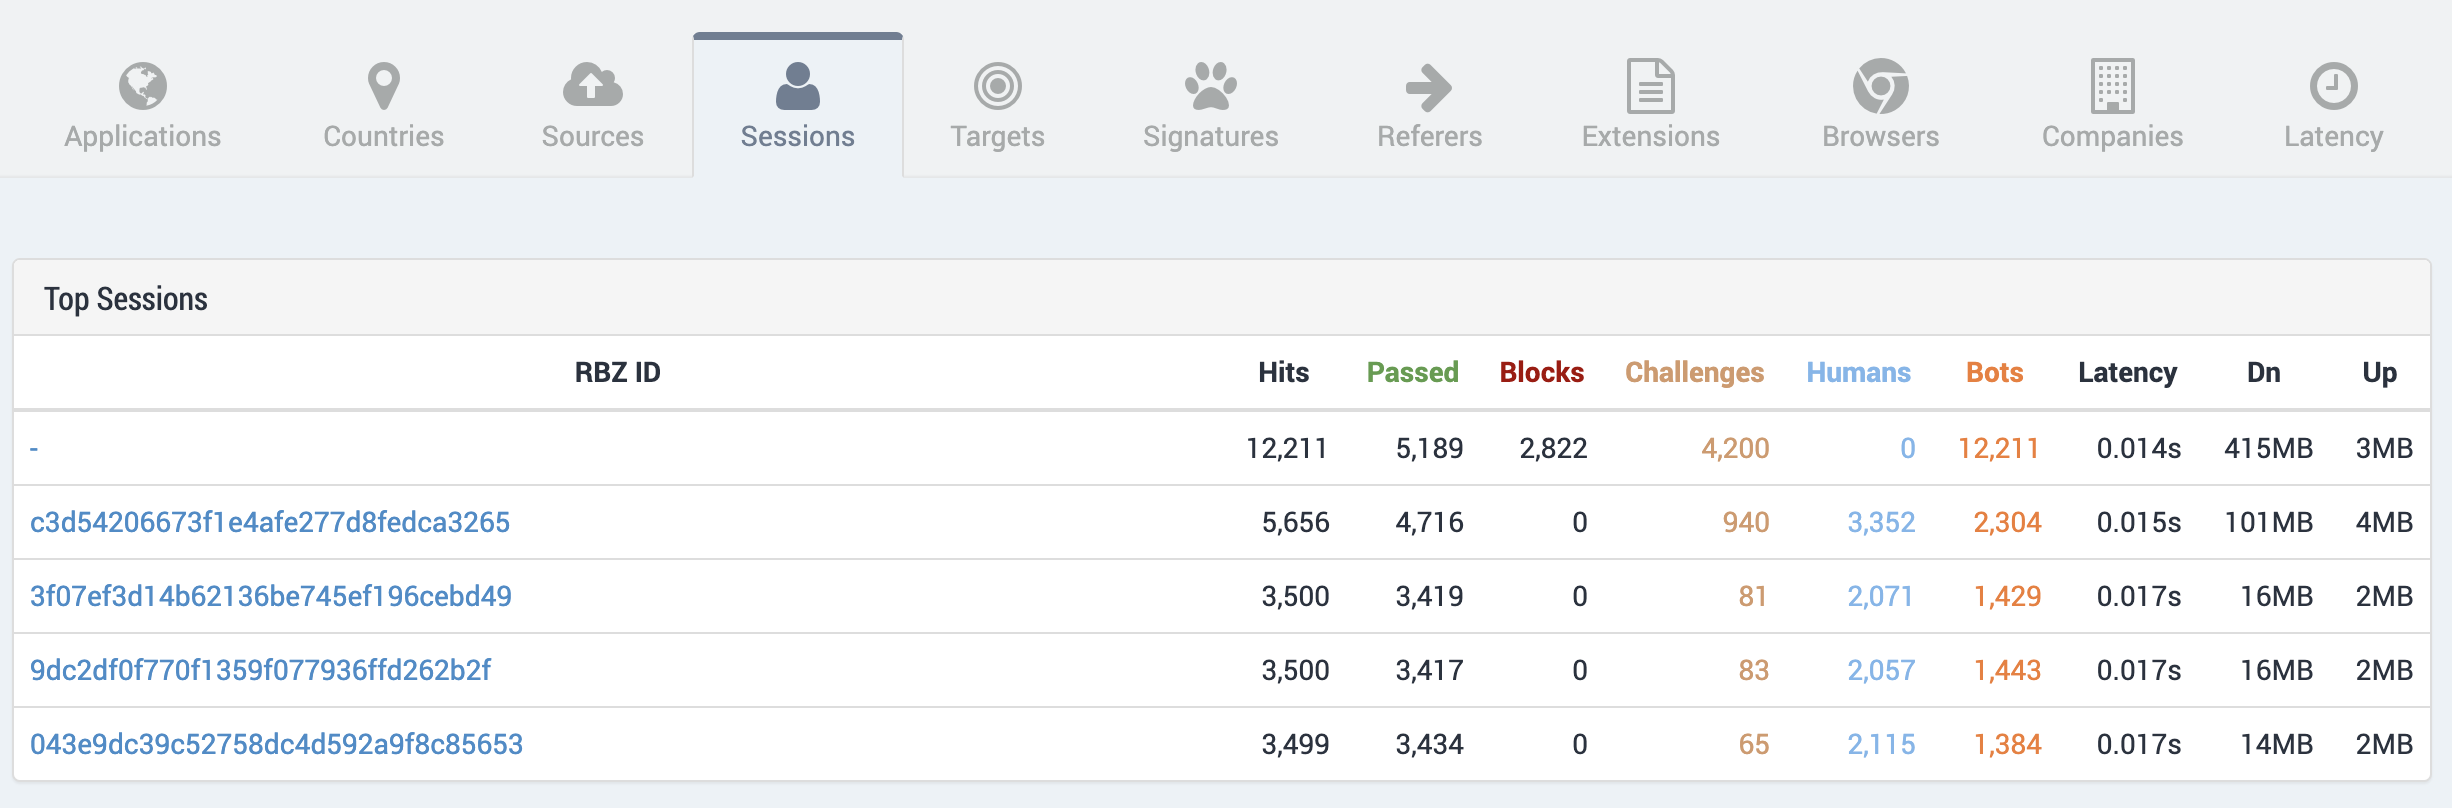 Applications Countries Sources Sessions Targets Signatures Referers Extensions Browsers Companies Latency
Top Sessions
RBZ ID Hits Passed Blocks Challenges Humans Bots Latency Dn Up
- 12,211 5,189 2,822 4,200 0 12,211 0.014s 415MB 3MB
c3d54206673f1e4afe277d8fedca3265 5,656 4,716 0 940 3,352 2,304 0.015s 101MB 4MB
3f07ef3d14b62136be745ef196cebd49 3,500 3,419 0 81 2,071 1,429 0.017s 16MB 2MB
9dc2df0f770f1359f077936ffd262b2f 3,500 3,417 0 83 2,057 1,443 0.017s 16MB 2MB
043e9dc39c52758dc4d592a9f8c85653 3,499 3,434 0 65 2,115 1,384 0.017s 14MB 2MB